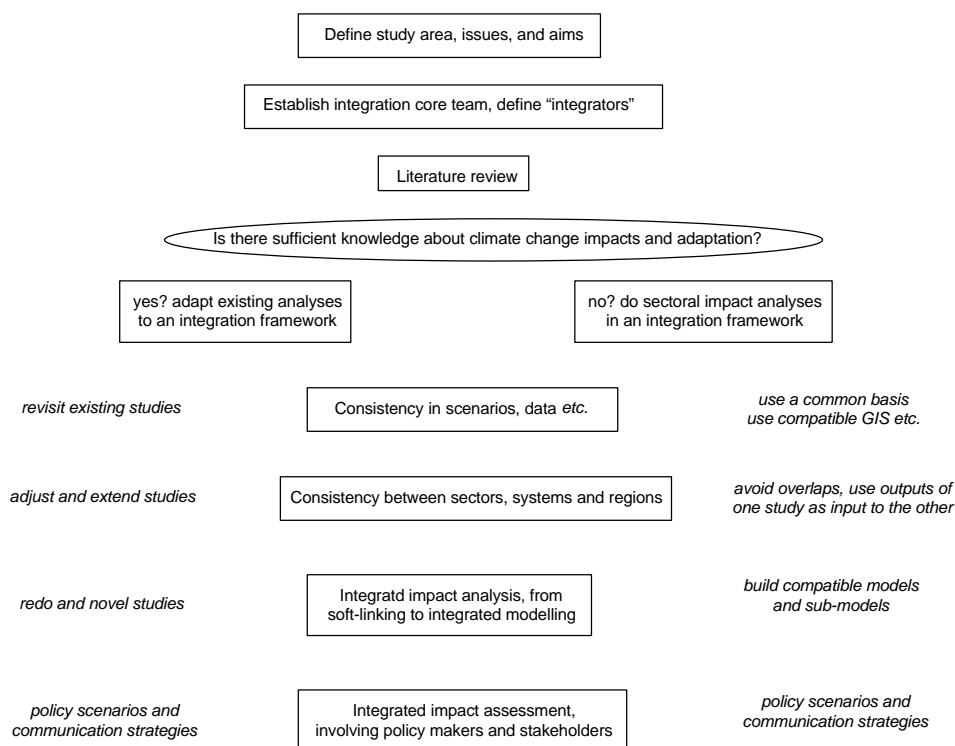 Define study area, issues, and aims
Establish integration core team, define “integrators”
Literature review
Is there sufficient knowledge about climate change impacts and adaptation?
yes? adapt existing analyses
to an integration framework
no? do sectoral impact analyses
in an integration framework
revisit existing studies
Consistency in scenarios, data etc.
use a common basis
use compatible GIS etc.
adjust and extend studies
Consistency between sectors, systems and regions
avoid overlaps, use outputs of
one study as input to the other
redo and novel studies
Integratd impact analysis, from
soft-linking to integrated modelling
build compatible models
and sub-models
policy scenarios and
communication strategies
Integrated impact assessment,
involving policy makers and stakeholders
policy scenarios and
communication strategies